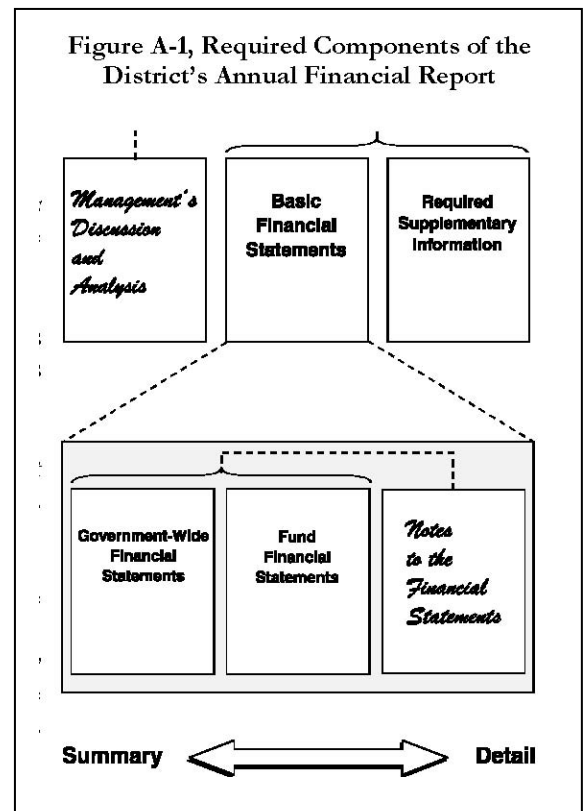 Figure A-1, Required Components of the
District's Annual Financial Report
Management's
Discussion
and
Analysis
Basic
Financial
Statements
Required
Supplementary
Information
Government-Wide
Financial
Statements
Fund
Financial
Statements
Notes
to the
Financial
Statements
Summary
Detail